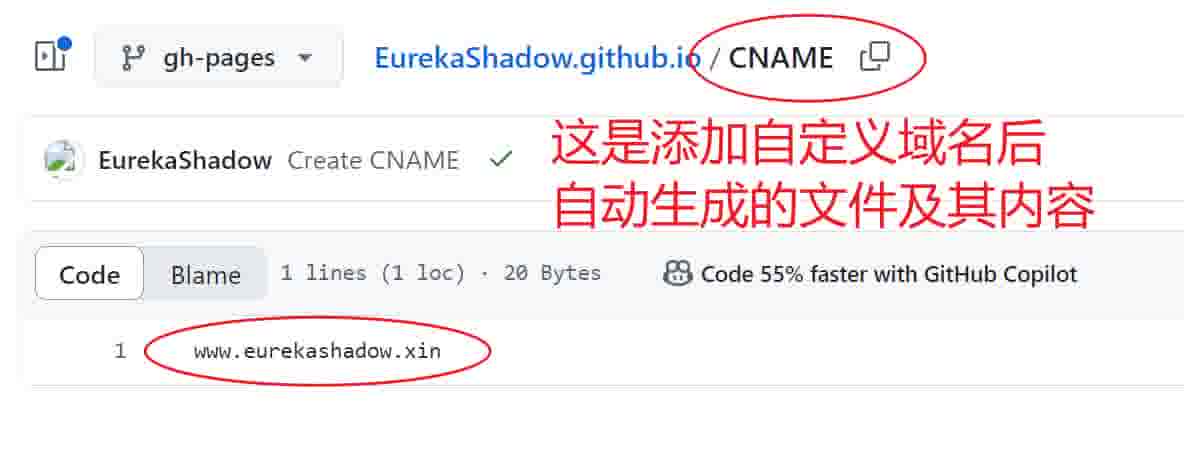 gh-pages EurekaShadow.github.io / CNAME
这是添加自定义域名后
EurekaShadow Create CNAME
自动生成的文件及其内容
Code Blame 1 lines (1 loc) · 20 Bytes Code 55% faster with GitHub Copilot
1 www.eurekashadow.xin